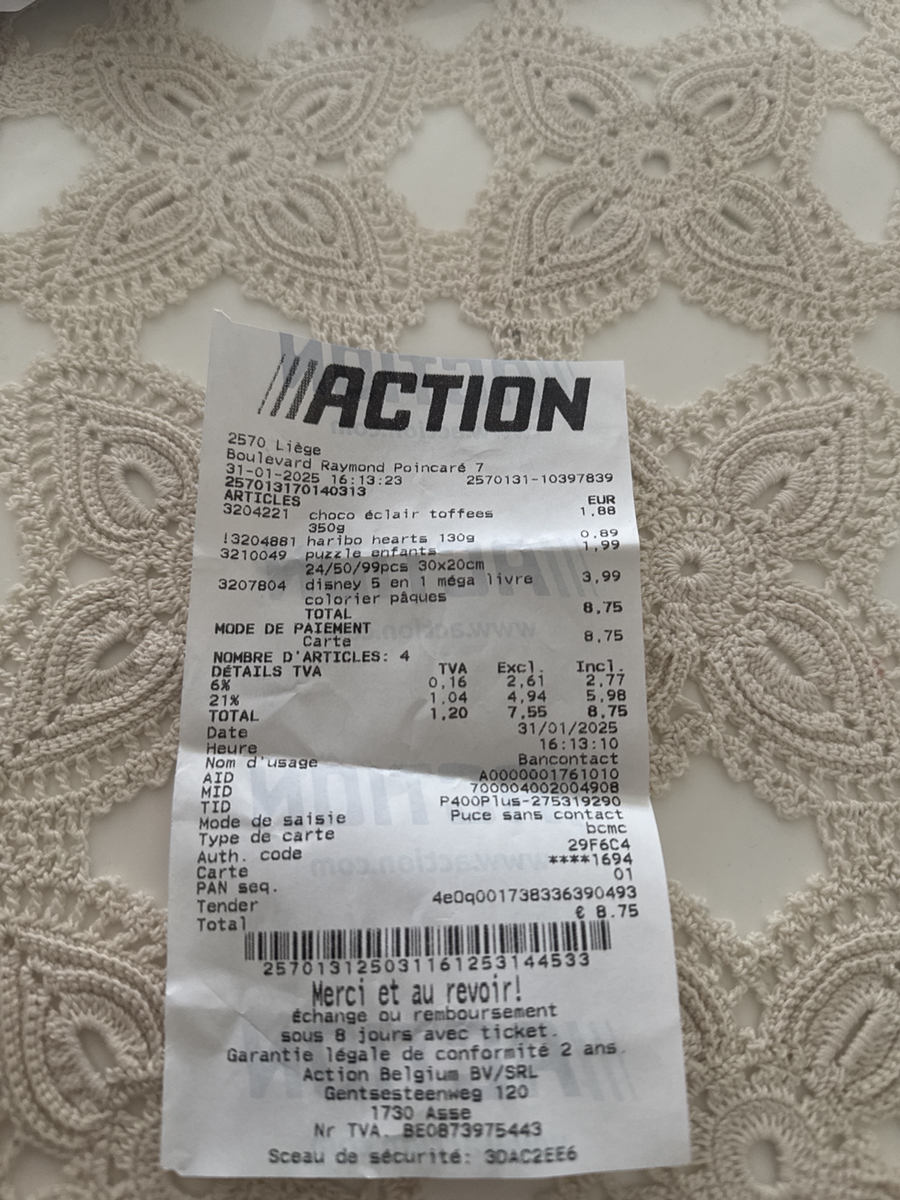 ACTION
2570 Liège
Boulevard Raymond Poincaré 7
31-01-2025 16:13:23 2570131-10397839
257013170140313
ARTICLES EUR
3204221 choco éclair toffees 1,88
350g
!3204881 haribo hearts 130g 0,89
3210049 puzzle enfants 1,99
24/50/99pcs 30x20cm
3207804 disney 5 en 1 méga livre 3,99
colorier pâques
TOTAL 8,75
MODE DE PAIEMENT
Carte 8,75
NOMBRE D'ARTICLES: 4
DÉTAILS TVA TVA Excl. Incl.
6% 0,16 2,61 2,77
21% 1,04 4,94 5,98
TOTAL 1,20 7,55 8,75
Date 31/01/2025
Heure 16:13:10
Nom d'usage Bancontact
AID A0000001761010
MID 700004002004908
TID P400Plus-275319290
Mode de saisie Puce sans contact
Type de carte bcmc
Auth. code 29F6C4
Carte ****1694
PAN seq. 01
Tender 4e0q001738336390493
Total € 8.75
2570131250311612531​44533
Merci et au revoir!
échange ou remboursement
sous 8 jours avec ticket.
Garantie légale de conformité 2 ans.
Action Belgium BV/SRL
Gentsesteenweg 120
1730 Asse
Nr TVA. BE0873975443
Sceau de sécurité: 3DAC2EE6